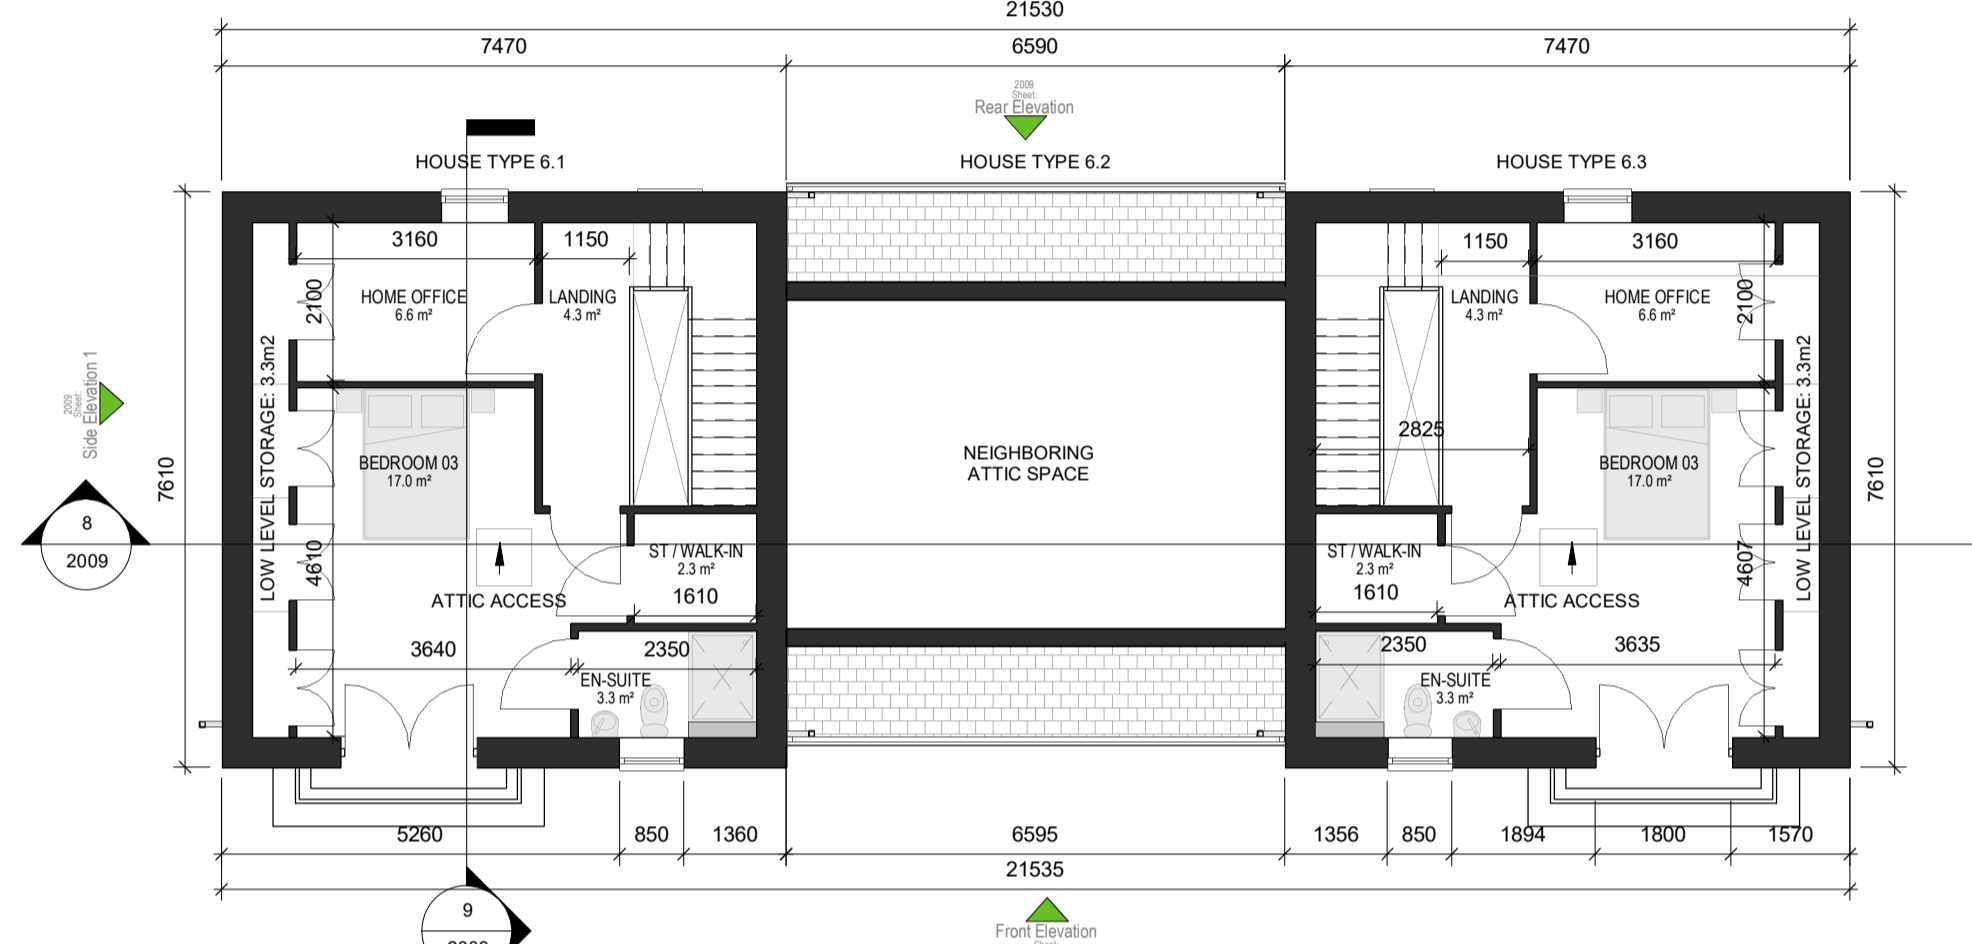 21530
7470
6590
7470
2009
Sheet:
Rear Elevation
HOUSE TYPE 6.1
HOUSE TYPE 6.2
HOUSE TYPE 6.3
3160
1150
1150
3160
2100
HOME OFFICE
6.6 m²
LANDING
4.3 m²
LANDING
4.3 m²
HOME OFFICE
6.6 m²
2100
2009
Sheet:
Side Elevation 1
7610
LOW LEVEL STORAGE: 3.3m2
BEDROOM 03
17.0 m²
NEIGHBORING
ATTIC SPACE
2825
BEDROOM 03
17.0 m²
LOW LEVEL STORAGE: 3.3m2
7610
8
2009
4610
ST / WALK-IN
2.3 m²
1610
ATTIC ACCESS
ST / WALK-IN
2.3 m²
1610
ATTIC ACCESS
4607
3640
2350
EN-SUITE
3.3 m²
2350
EN-SUITE
3.3 m²
3635
5260
850
1360
6595
1356
850
1894
1800
1570
21535
9
Front Elevation